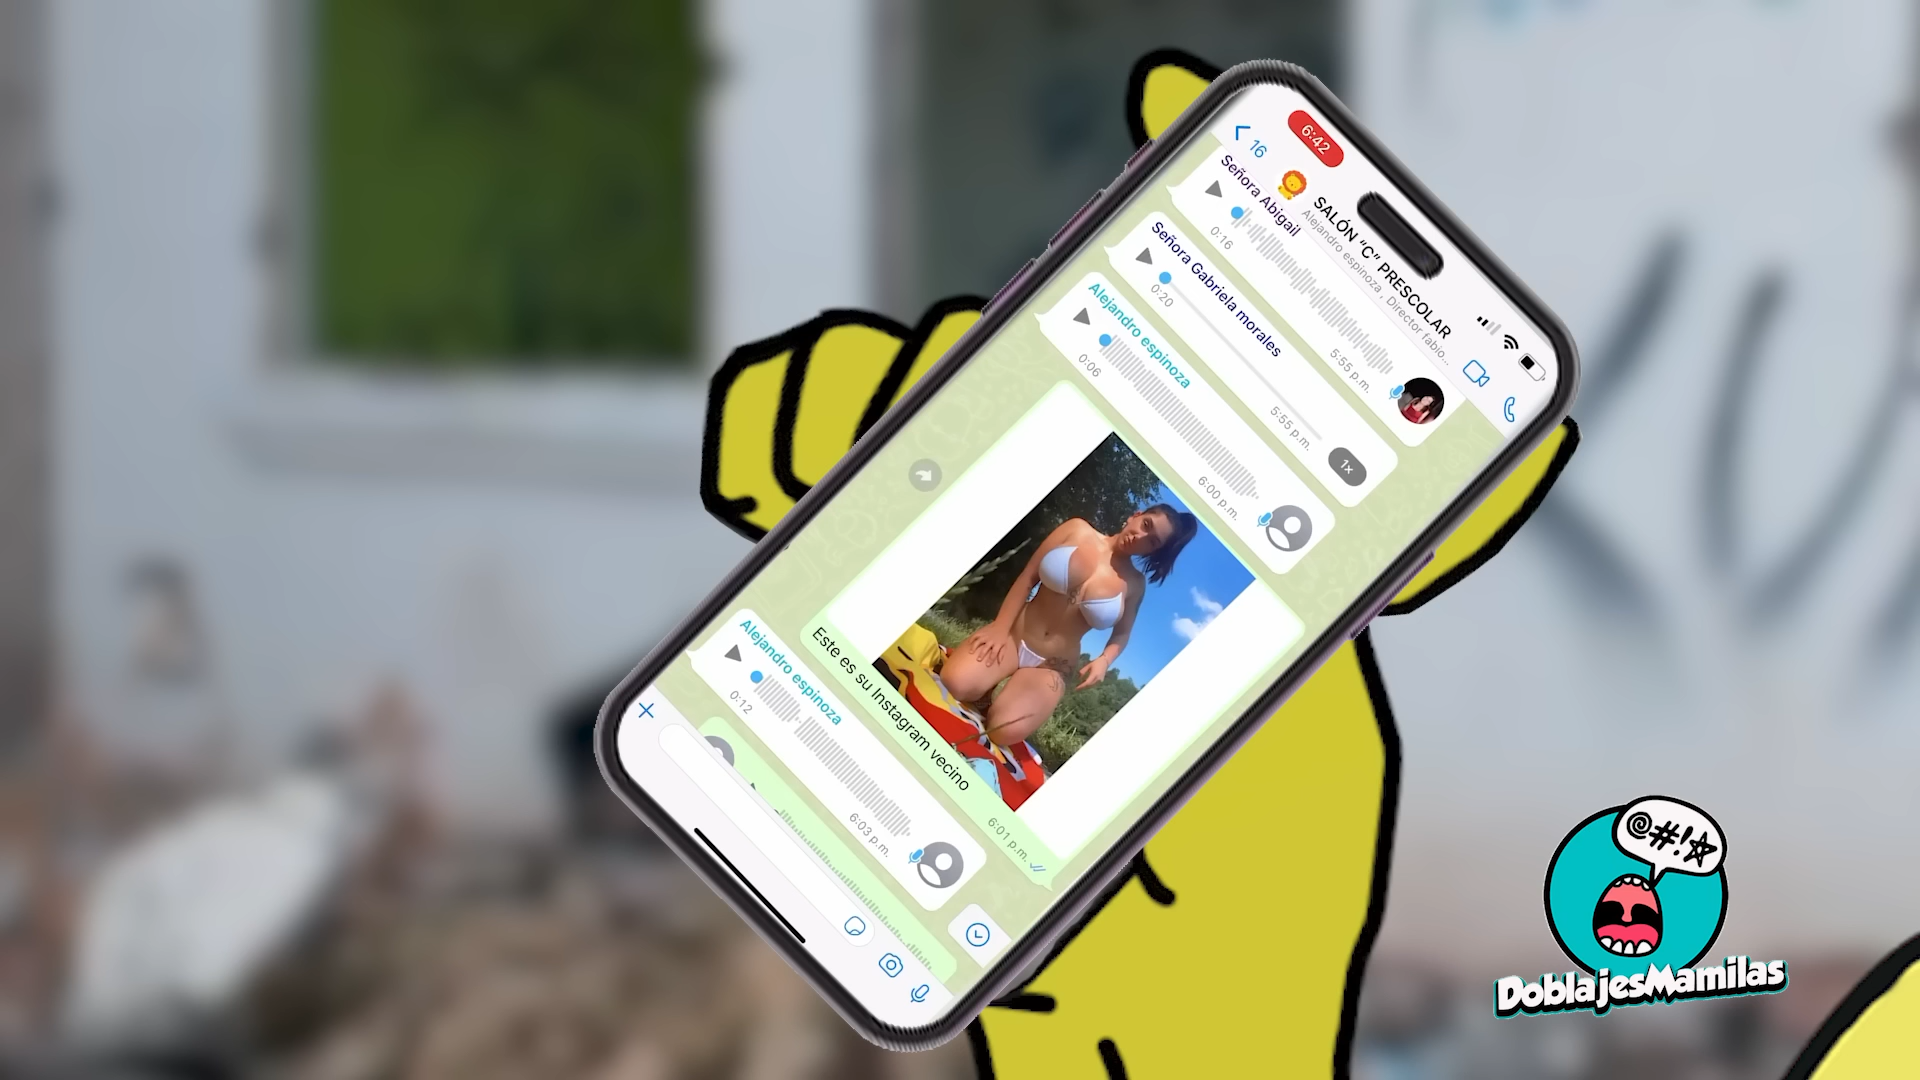 6:42
16
SALÓN “C” PRESCOLAR
Alejandro espinoza, Director fabio...
Señora Abigail
0:16
5:55 p.m.
Señora Gabriela morales
0:20
5:55 p.m.
1x
Alejandro espinoza
0:06
6:00 p.m.
Este es su Instagram vecino
6:01 p.m.
Alejandro espinoza
0:12
6:03 p.m.
@#!
DoblajesMamilas